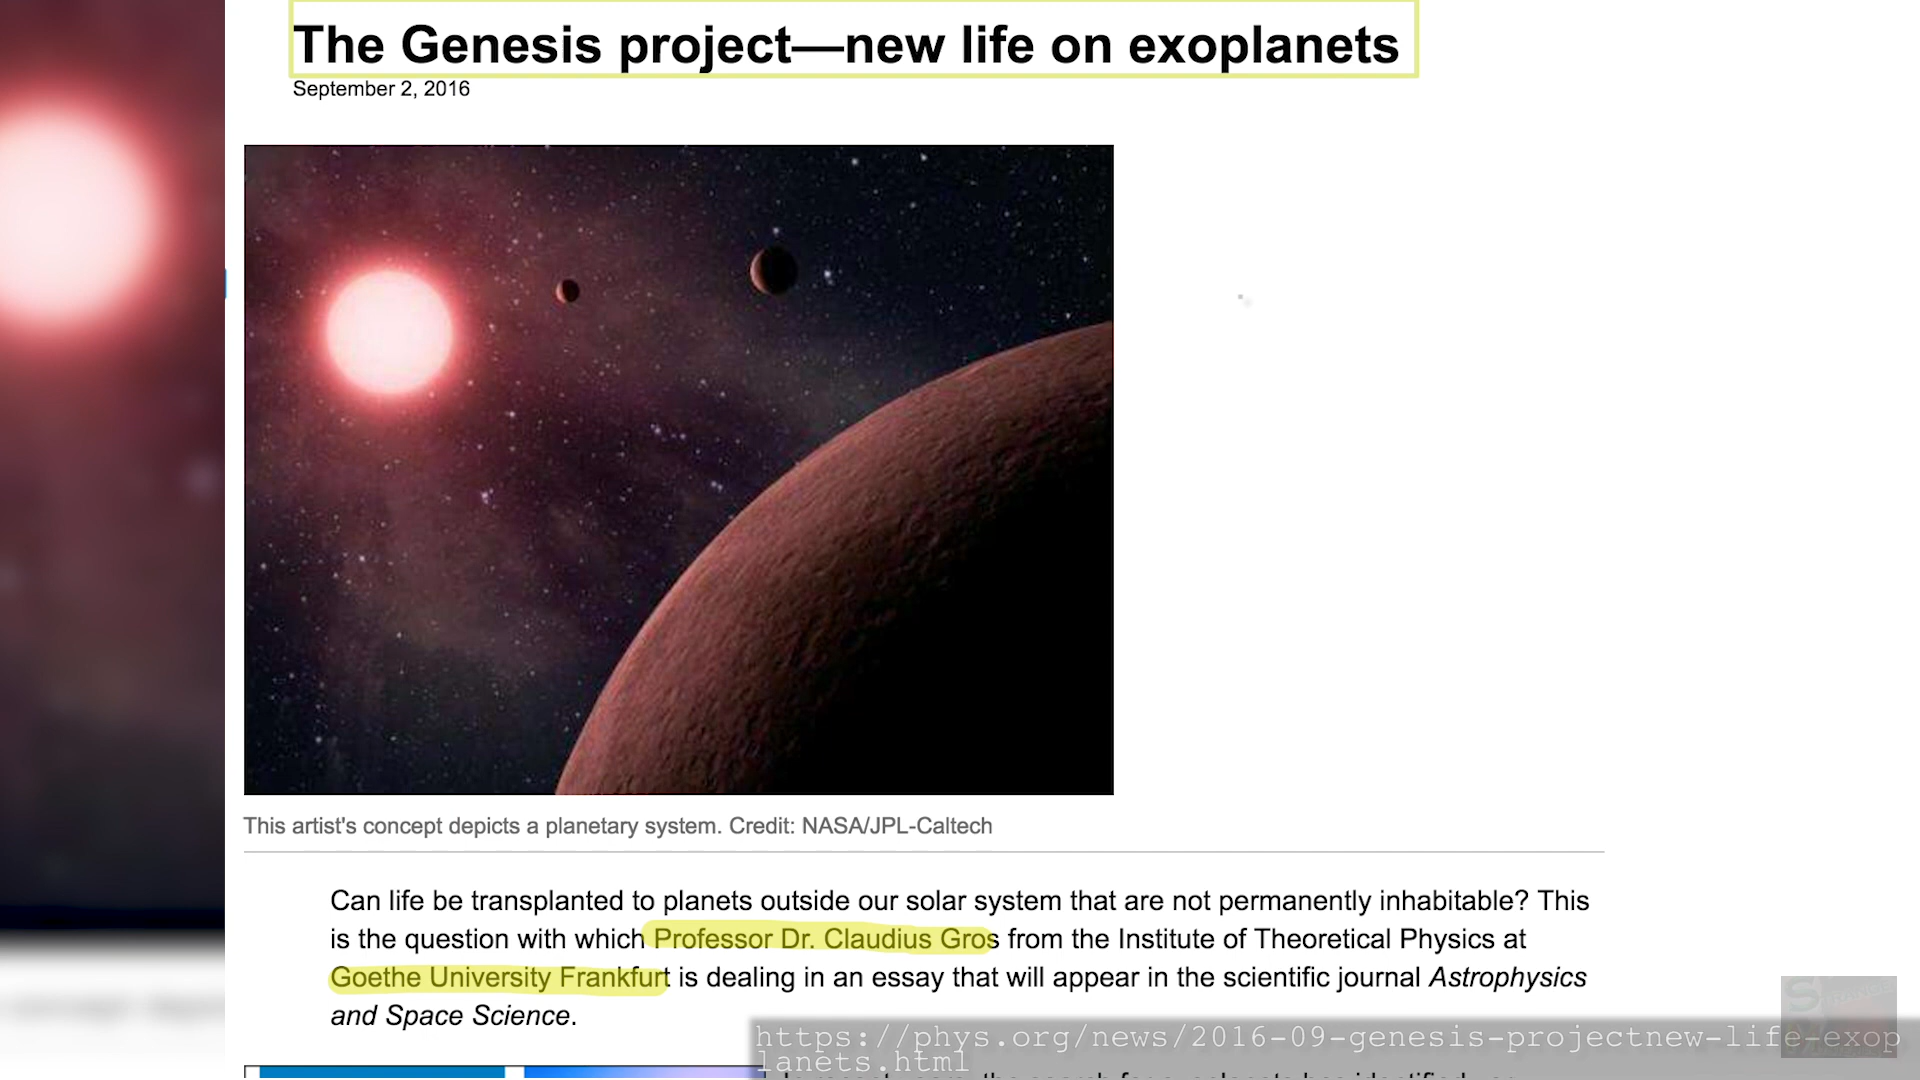 The Genesis project—new life on exoplanets
September 2, 2016
This artist's concept depicts a planetary system. Credit: NASA/JPL-Caltech
Can life be transplanted to planets outside our solar system that are not permanently inhabitable? This
is the question with which Professor Dr. Claudius Gros from the Institute of Theoretical Physics at
Goethe University Frankfurt is dealing in an essay that will appear in the scientific journal Astrophysics
and Space Science.
https://phys.org/news/2016-09-genesis-projectnew-life-exop
lanets.html